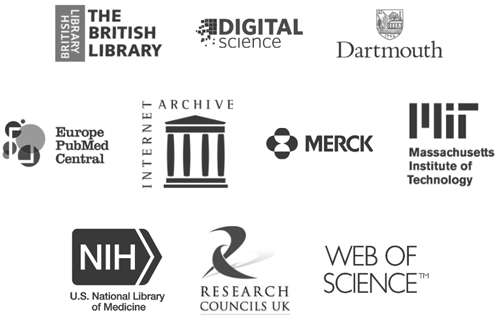 BRITISH
LIBRARY
THE
BRITISH
LIBRARY
DIGITAL
science
Dartmouth
Europe
PubMed
Central
INTERNET
ARCHIVE
MERCK
MIT
Massachusetts
Institute of
Technology
NIH
U.S. National Library
of Medicine
RESEARCH
COUNCILS UK
WEB OF
SCIENCE™